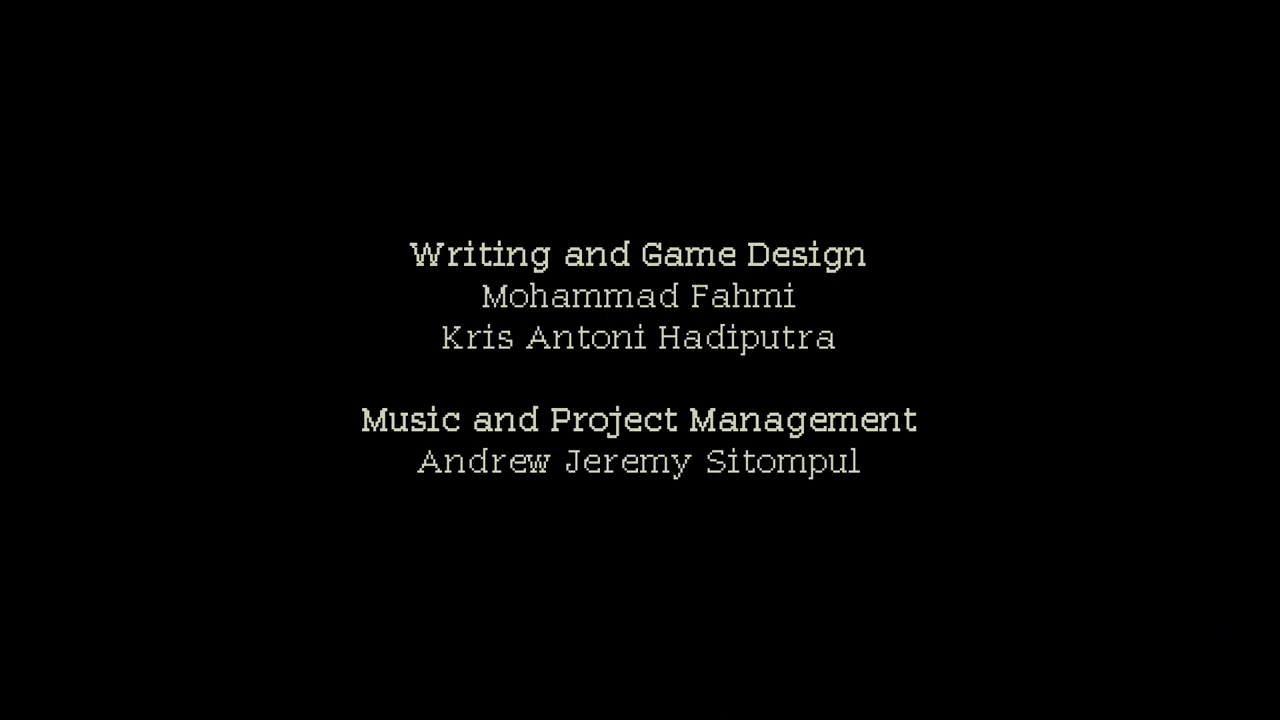 Writing and Game Design
Mohammad Fahmi
Kris Antoni Hadiputra
Music and Project Management
Andrew Jeremy Sitompul